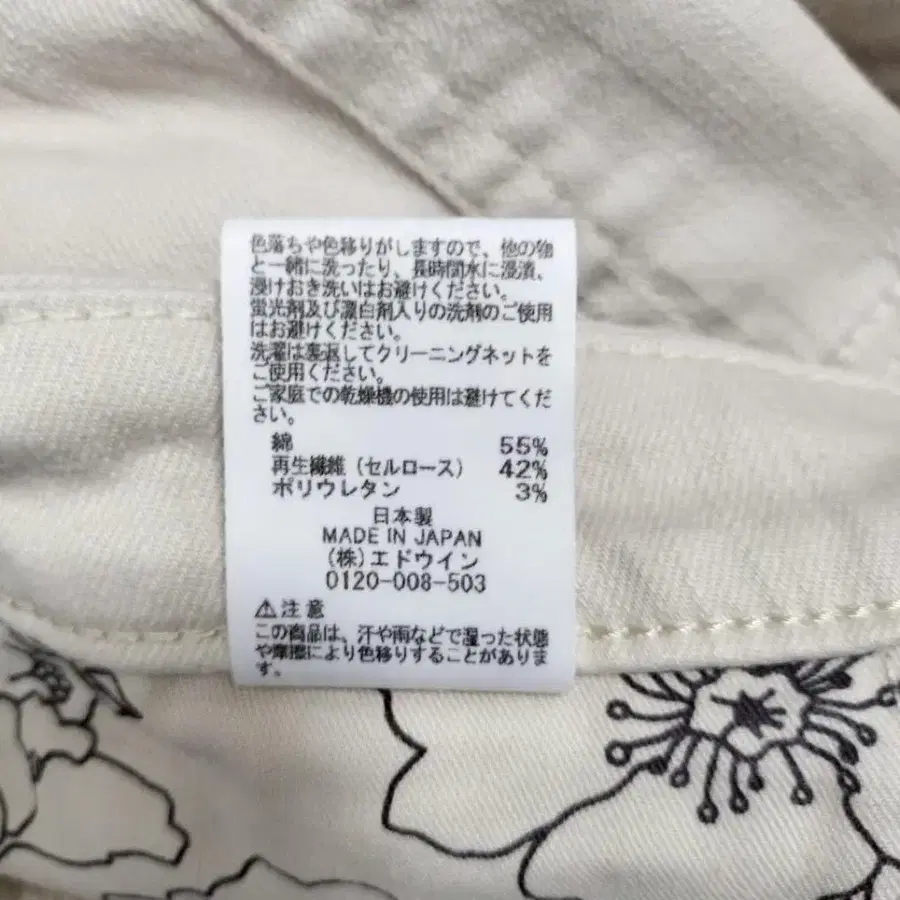 色落ちや色移りがしますので、他の物
と一緒に洗ったり、長時間水に浸漬、
浸けおき洗いはお避けください。
蛍光剤及び漂白剤入りの洗剤のご使用
はお避けください。
洗濯は裏返してクリーニングネットを
ご使用ください。
ご家庭での乾燥機の使用は避けてくだ
さい。
綿 55%
再生繊維（セルロース） 42%
ポリウレタン 3%
日本製
MADE IN JAPAN
(株)エドウイン
0120-008-503
⚠注意
この商品は、汗や雨などで湿った状態
や摩擦により色移りすることがありま
す。